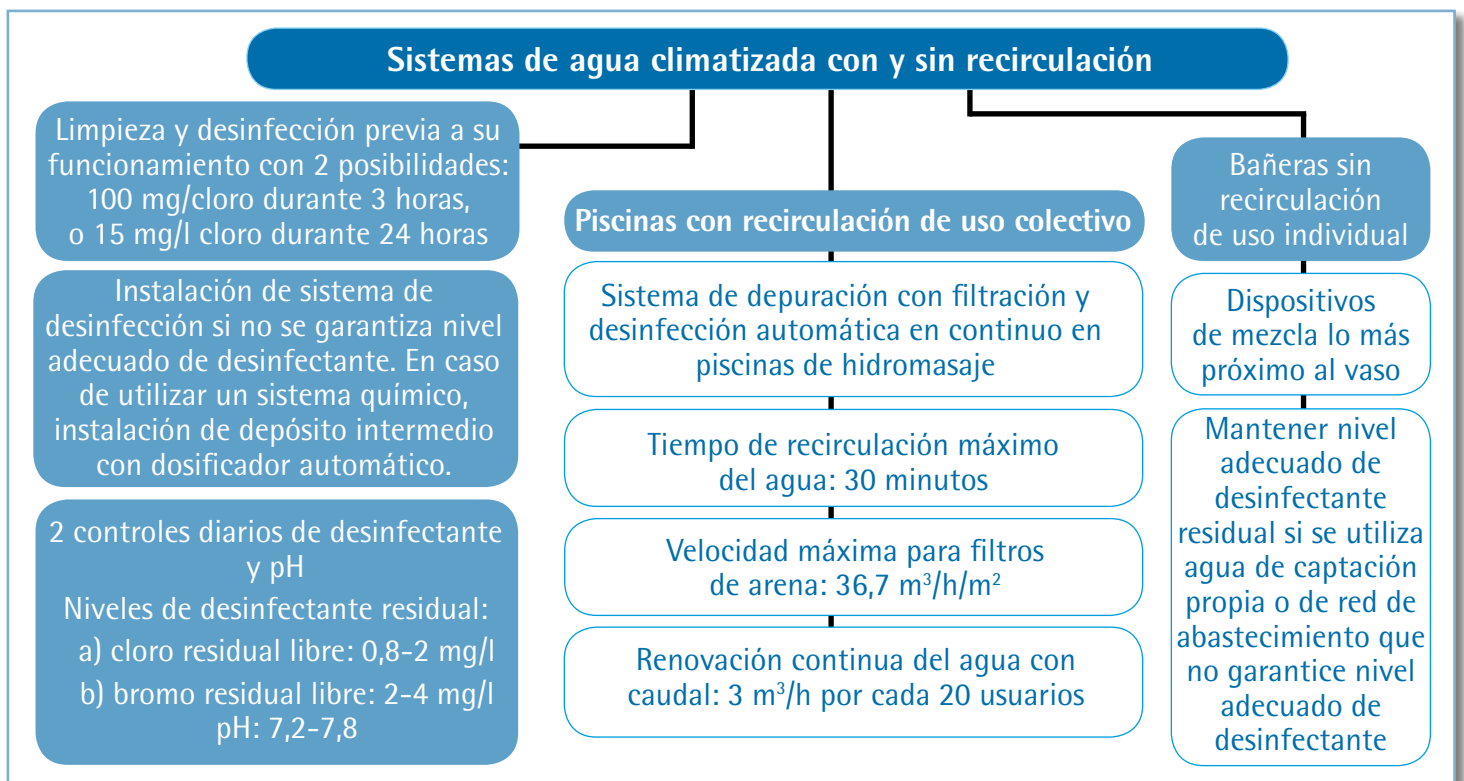 Sistemas de agua climatizada con y sin recirculación
Limpieza y desinfección previa a su
funcionamiento con 2 posibilidades:
100 mg/cloro durante 3 horas,
o 15 mg/l cloro durante 24 horas
Instalación de sistema de
desinfección si no se garantiza nivel
adecuado de desinfectante. En caso
de utilizar un sistema químico,
instalación de depósito intermedio
con dosificador automático.
2 controles diarios de desinfectante
y pH
Niveles de desinfectante residual:
a) cloro residual libre: 0,8-2 mg/l
b) bromo residual libre: 2-4 mg/l
pH: 7,2-7,8
Piscinas con recirculación de uso colectivo
Sistema de depuración con filtración y
desinfección automática en continuo en
piscinas de hidromasaje
Tiempo de recirculación máximo
del agua: 30 minutos
Velocidad máxima para filtros
de arena: 36,7 m³/h/m²
Renovación continua del agua con
caudal: 3 m³/h por cada 20 usuarios
Bañeras sin
recirculación
de uso individual
Dispositivos
de mezcla lo más
próximo al vaso
Mantener nivel
adecuado de
desinfectante
residual si se utiliza
agua de captación
propia o de red de
abastecimiento que
no garantice nivel
adecuado de
desinfectante